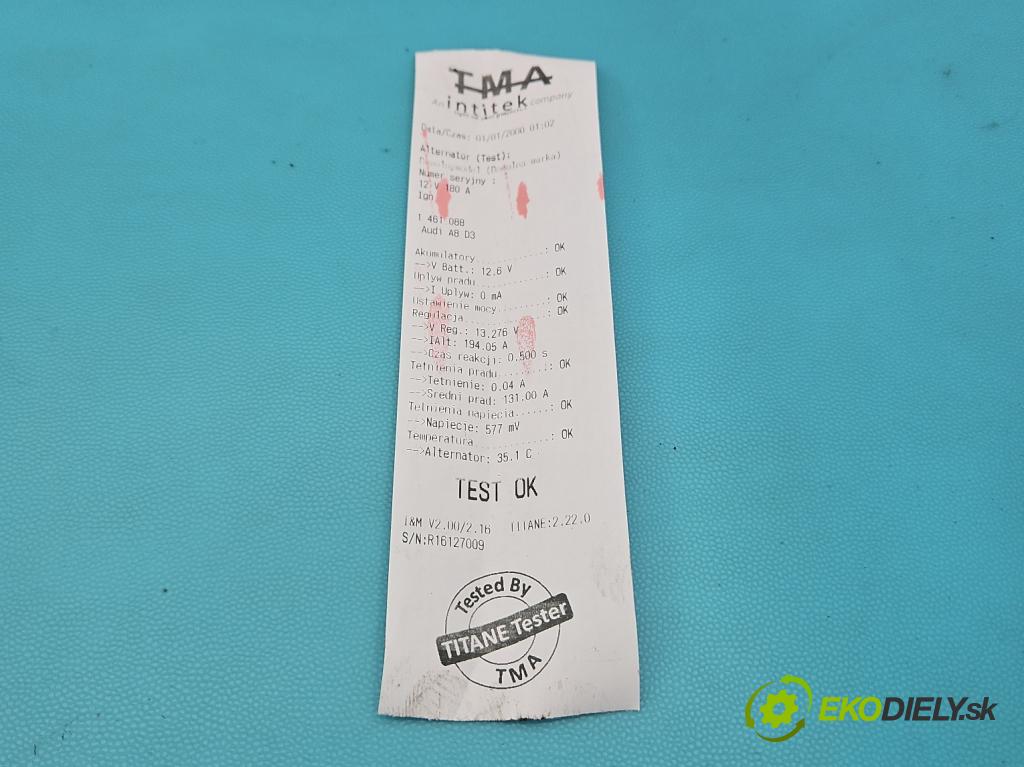 TMA
An intitek company
Data/Czas: 01/01/2000 01:02
Alternator (Test):
(Dowolna marka)
Numer seryjny :
12 V 180 A
Ign
1 461 088
Audi A8 D3
Akumulatory..........: OK
-->V Batt.: 12.6 V
Uplyw pradu..........: OK
-->I Uplyw: 0 mA
Ustawienie mocy.......: OK
Regulacja............: OK
-->V Reg.: 13.276 V
-->IAlt: 194.05 A
-->Czas reakcji: 0.500 s
Tetnienia pradu.......: OK
-->Tetnienie: 0.04 A
-->Sredni prad: 131.00 A
Tetnienia napiecia......: OK
-->Napiecie: 577 mV
Temperatura..........: OK
-->Alternator: 35.1 C
TEST OK
I&M V2.00/2.16 TITANE:2.22.0
S/N:R16127009
Tested By
TITANE Tester
TMA
EKODIELY.sk